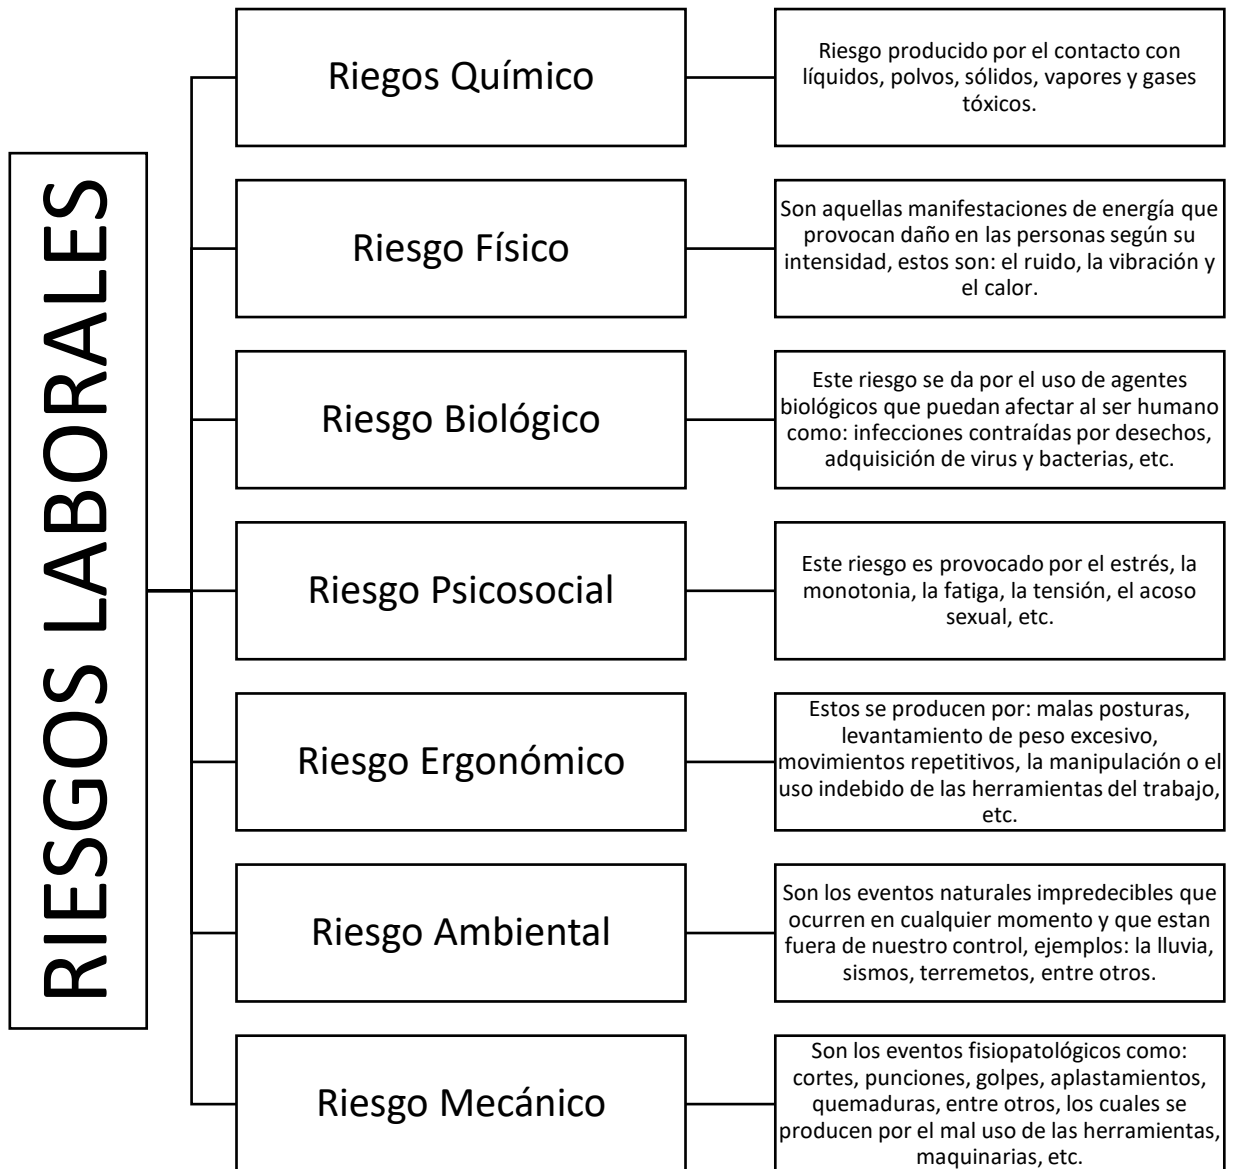 RIESGOS LABORALES
Riegos Químico
Riesgo producido por el contacto con
líquidos, polvos, sólidos, vapores y gases
tóxicos.
Riesgo Físico
Son aquellas manifestaciones de energía que
provocan daño en las personas según su
intensidad, estos son: el ruido, la vibración y
el calor.
Riesgo Biológico
Este riesgo se da por el uso de agentes
biológicos que puedan afectar al ser humano
como: infecciones contraídas por desechos,
adquisición de virus y bacterias, etc.
Riesgo Psicosocial
Este riesgo es provocado por el estrés, la
monotonia, la fatiga, la tensión, el acoso
sexual, etc.
Riesgo Ergonómico
Estos se producen por: malas posturas,
levantamiento de peso excesivo,
movimientos repetitivos, la manipulación o el
uso indebido de las herramientas del trabajo,
etc.
Riesgo Ambiental
Son los eventos naturales impredecibles que
ocurren en cualquier momento y que estan
fuera de nuestro control, ejemplos: la lluvia,
sismos, terremetos, entre otros.
Riesgo Mecánico
Son los eventos fisiopatológicos como:
cortes, punciones, golpes, aplastamientos,
quemaduras, entre otros, los cuales se
producen por el mal uso de las herramientas,
maquinarias, etc.